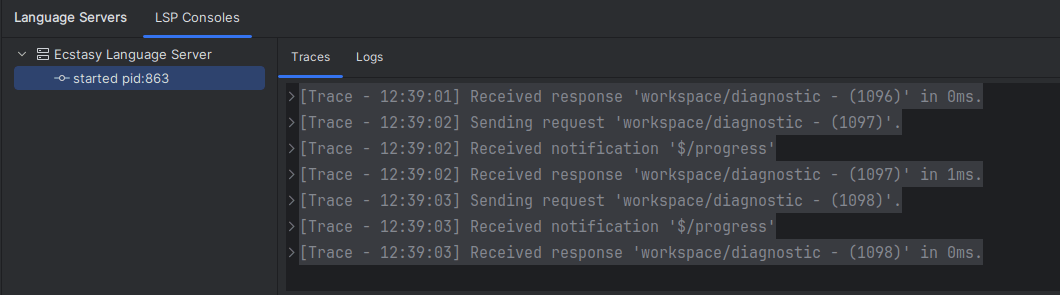 Language Servers LSP Consoles
Ecstasy Language Server
started pid:863
Traces Logs
[Trace - 12:39:01] Received response 'workspace/diagnostic - (1096)' in 0ms.
[Trace - 12:39:02] Sending request 'workspace/diagnostic - (1097)'.
[Trace - 12:39:02] Received notification '$/progress'
[Trace - 12:39:02] Received response 'workspace/diagnostic - (1097)' in 1ms.
[Trace - 12:39:03] Sending request 'workspace/diagnostic - (1098)'.
[Trace - 12:39:03] Received notification '$/progress'
[Trace - 12:39:03] Received response 'workspace/diagnostic - (1098)' in 0ms.